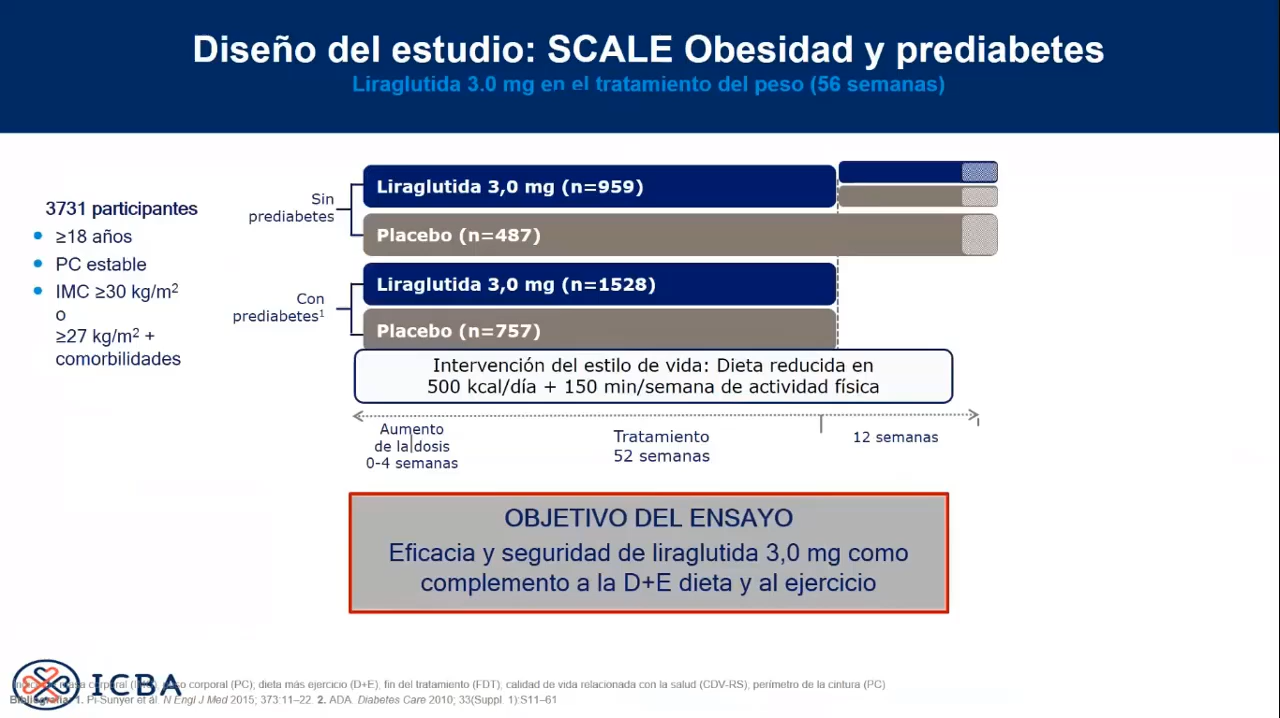 Diseño del estudio: SCALE Obesidad y prediabetes
Liraglutida 3.0 mg en el tratamiento del peso (56 semanas)
3731 participantes
≥18 años
PC estable
IMC ≥30 kg/m²
o
≥27 kg/m² +
comorbilidades
Sin
prediabetes
Liraglutida 3,0 mg (n=959)
Placebo (n=487)
Con
prediabetes¹
Liraglutida 3,0 mg (n=1528)
Placebo (n=757)
Intervención del estilo de vida: Dieta reducida en
500 kcal/día + 150 min/semana de actividad física
Aumento
de la dosis
0-4 semanas
Tratamiento
52 semanas
12 semanas
OBJETIVO DEL ENSAYO
Eficacia y seguridad de liraglutida 3,0 mg como
complemento a la D+E dieta y al ejercicio
ICBA
corporal (PC); dieta más ejercicio (D+E), fin del tratamiento (FDT), calidad de vida relacionada con la salud (CDV-RS), perímetro de la cintura (PC)
Bibliografía: 1. Pi-Sunyer et al. N Engl J Med 2015; 373:11–22. 2. ADA. Diabetes Care 2010; 33(Suppl. 1):S11–61